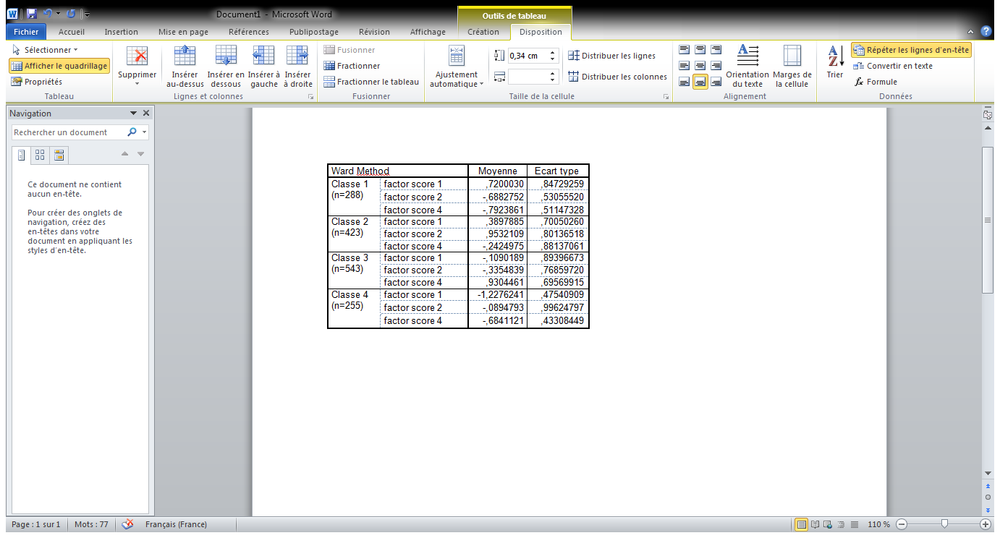 Document1 - Microsoft Word
Outils de tableau
Fichier Accueil Insertion Mise en page Références Publipostage Révision Affichage Création Disposition
Sélectionner
Afficher le quadrillage
Propriétés
Tableau
Supprimer
Insérer au-dessus
Insérer en dessous
Insérer à gauche
Insérer à droite
Lignes et colonnes
Fusionner
Fractionner
Fractionner le tableau
Fusionner
Ajustement automatique
0,34 cm
Distribuer les lignes
Distribuer les colonnes
Taille de la cellule
Orientation du texte
Marges de la cellule
Alignement
Trier
Répéter les lignes d'en-tête
Convertir en texte
Formule
Données
Navigation
Rechercher un document
Ce document ne contient
aucun en-tête.
Pour créer des onglets de
navigation, créez des
en-têtes dans votre
document en appliquant les
styles d'en-tête.
Ward Method Moyenne Ecart type
Classe 1 (n=288) factor score 1 ,7200030 ,84729259
factor score 2 -,6882752 ,53055520
factor score 4 -,7923861 ,51147328
Classe 2 (n=423) factor score 1 ,3897885 ,70050260
factor score 2 ,9532109 ,80136518
factor score 4 -,2424975 ,88137061
Classe 3 (n=543) factor score 1 -,1090189 ,89396673
factor score 2 -,3354839 ,76859720
factor score 4 ,9304461 ,69569915
Classe 4 (n=255) factor score 1 -1,2276241 ,47540909
factor score 2 -,0894793 ,99624797
factor score 4 -,6841121 ,43308449
Page : 1 sur 1 Mots : 77 Français (France) 110 %